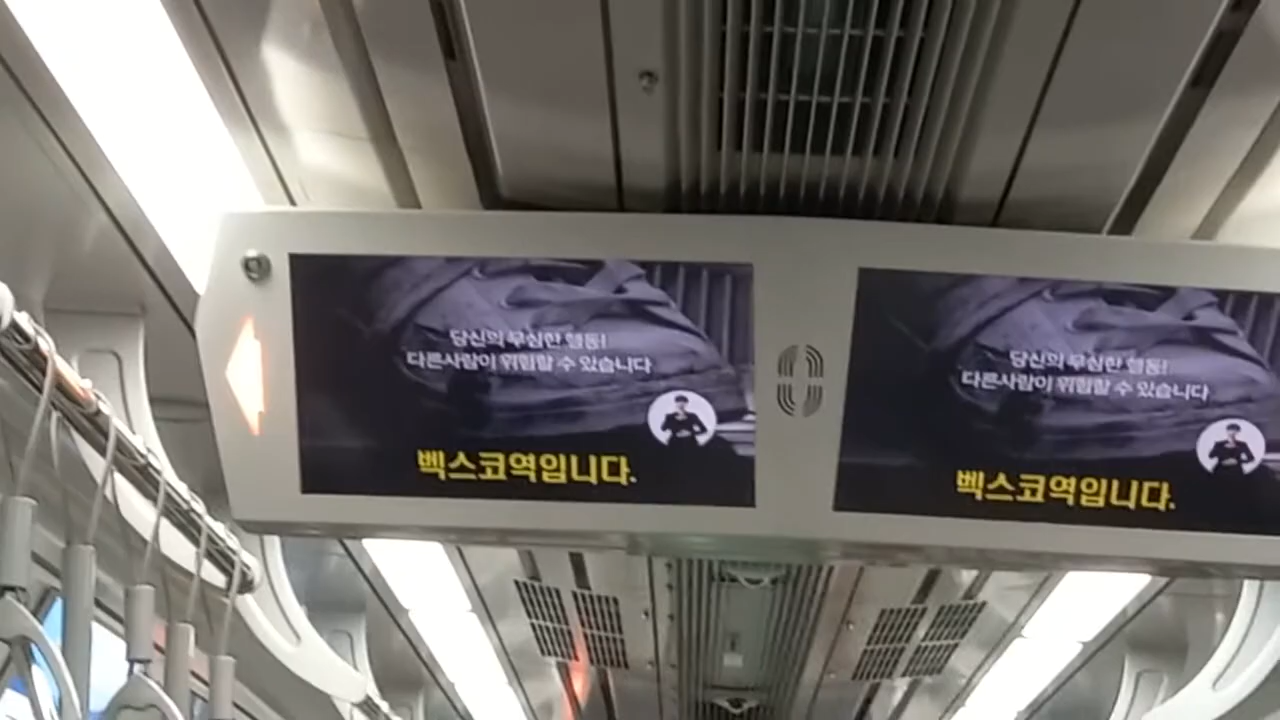 당신의 무심한 행동!
다른사람이 위험할 수 있습니다
벡스코역입니다.
당신의 무심한 행동!
다른사람이 위험할 수 있습니다
벡스코역입니다.